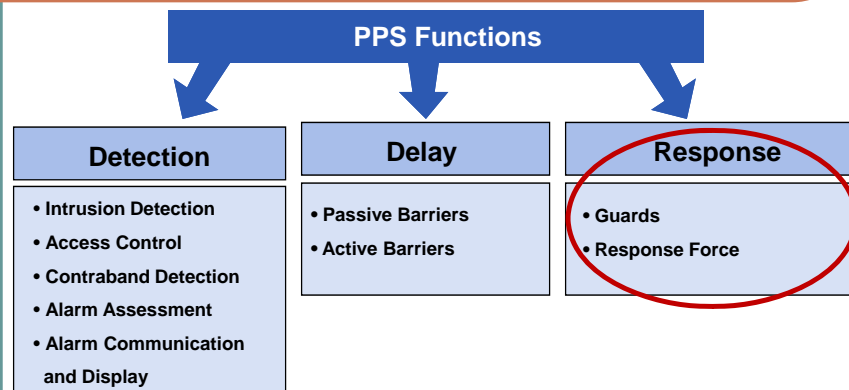 PPS Functions
Detection
• Intrusion Detection
• Access Control
• Contraband Detection
• Alarm Assessment
• Alarm Communication
and Display
Delay
• Passive Barriers
• Active Barriers
Response
• Guards
• Response Force